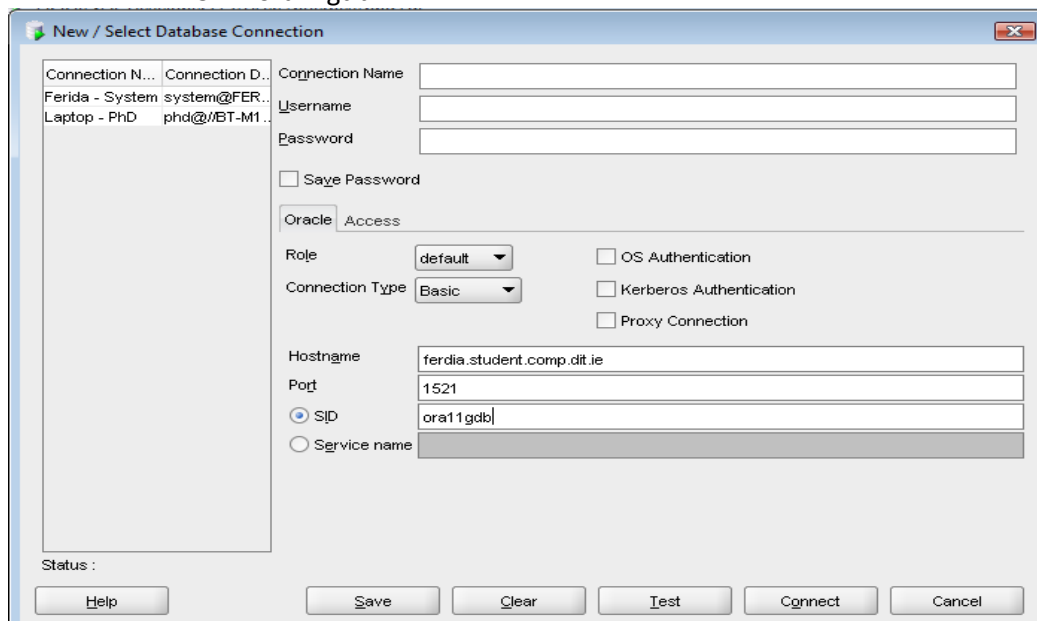 New / Select Database Connection
Connection N... Connection D..
Ferida - System system@FER..
Laptop - PhD phd@//BT-M1..
Connection Name
Username
Password
Save Password
Oracle Access
Role default OS Authentication
Connection Type Basic Kerberos Authentication
Proxy Connection
Hostname ferdia.student.comp.dit.ie
Port 1521
SID ora11gdb
Service name
Status :
Help Save Clear Test Connect Cancel